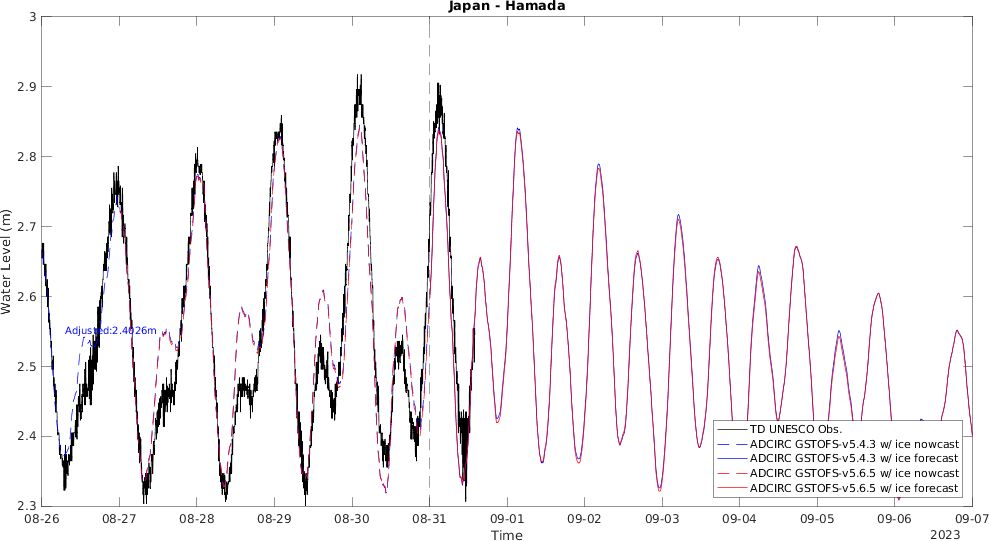 Japan - Hamada
Water Level (m)
3
2.9
2.8
2.7
2.6
2.5
2.4
2.3
Adjusted:2.4026m
TD UNESCO Obs.
ADCIRC GSTOFS-v5.4.3 w/ ice nowcast
ADCIRC GSTOFS-v5.4.3 w/ ice forecast
ADCIRC GSTOFS-v5.6.5 w/ ice nowcast
ADCIRC GSTOFS-v5.6.5 w/ ice forecast
08-26 08-27 08-28 08-29 08-30 08-31 09-01 09-02 09-03 09-04 09-05 09-06 09-07
Time
2023